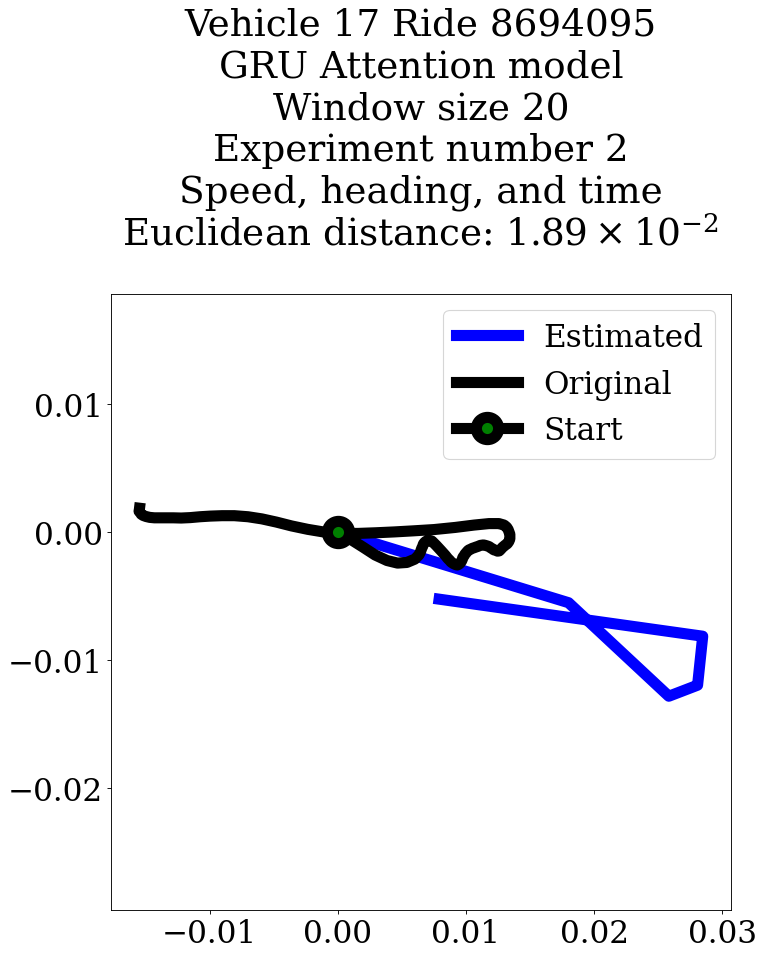 Vehicle 17 Ride 8694095
GRU Attention model
Window size 20
Experiment number 2
Speed, heading, and time
Euclidean distance: 1.89 × 10⁻²
Estimated
Original
Start
0.01
0.00
−0.01
−0.02
−0.01 0.00 0.01 0.02 0.03